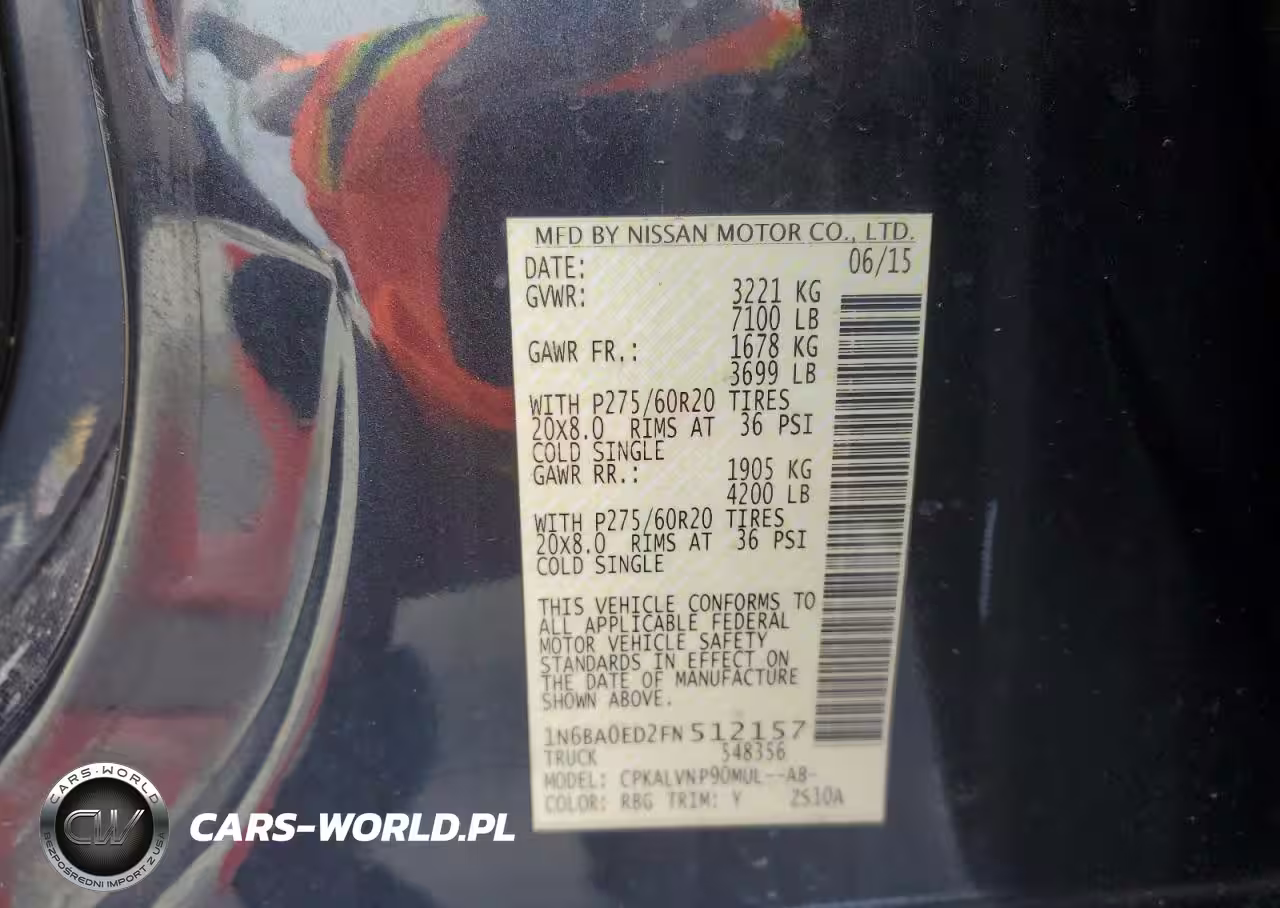 MFD BY NISSAN MOTOR CO., LTD.
DATE: 06/15
GVWR: 3221 KG
7100 LB
GAWR FR.: 1678 KG
3699 LB
WITH P275/60R20 TIRES
20X8.0 RIMS AT 36 PSI
COLD SINGLE
GAWR RR.: 1905 KG
4200 LB
WITH P275/60R20 TIRES
20X8.0 RIMS AT 36 PSI
COLD SINGLE
THIS VEHICLE CONFORMS TO
ALL APPLICABLE FEDERAL
MOTOR VEHICLE SAFETY
STANDARDS IN EFFECT ON
THE DATE OF MANUFACTURE
SHOWN ABOVE.
1N6BA0ED2FN 512157
TRUCK 548356
MODEL: CPKALVNP90MUL--AB-
COLOR: RBG TRIM: Y 2S10A
CARS-WORLD
CW
BEZPOŚREDNI IMPORT Z USA
CARS-WORLD.PL